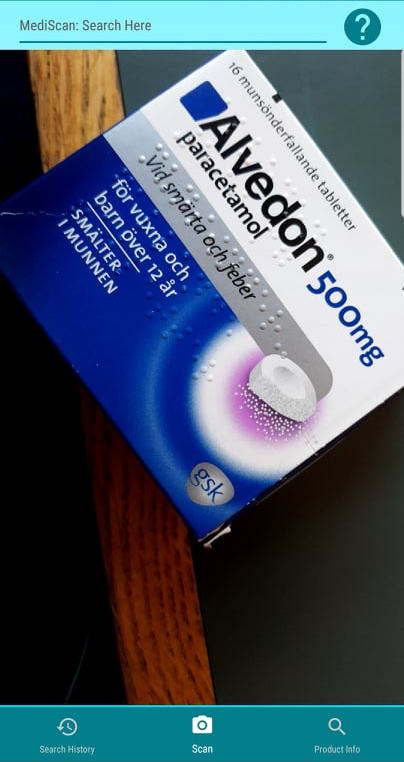 MediScan: Search Here
?
16 munsönderfallande tabletter
Alvedon® 500mg
paracetamol
Vid smärta och feber
för vuxna och
barn över 12 år
SMÄLTER
I MUNNEN
gsk
Search History
Scan
Product Info